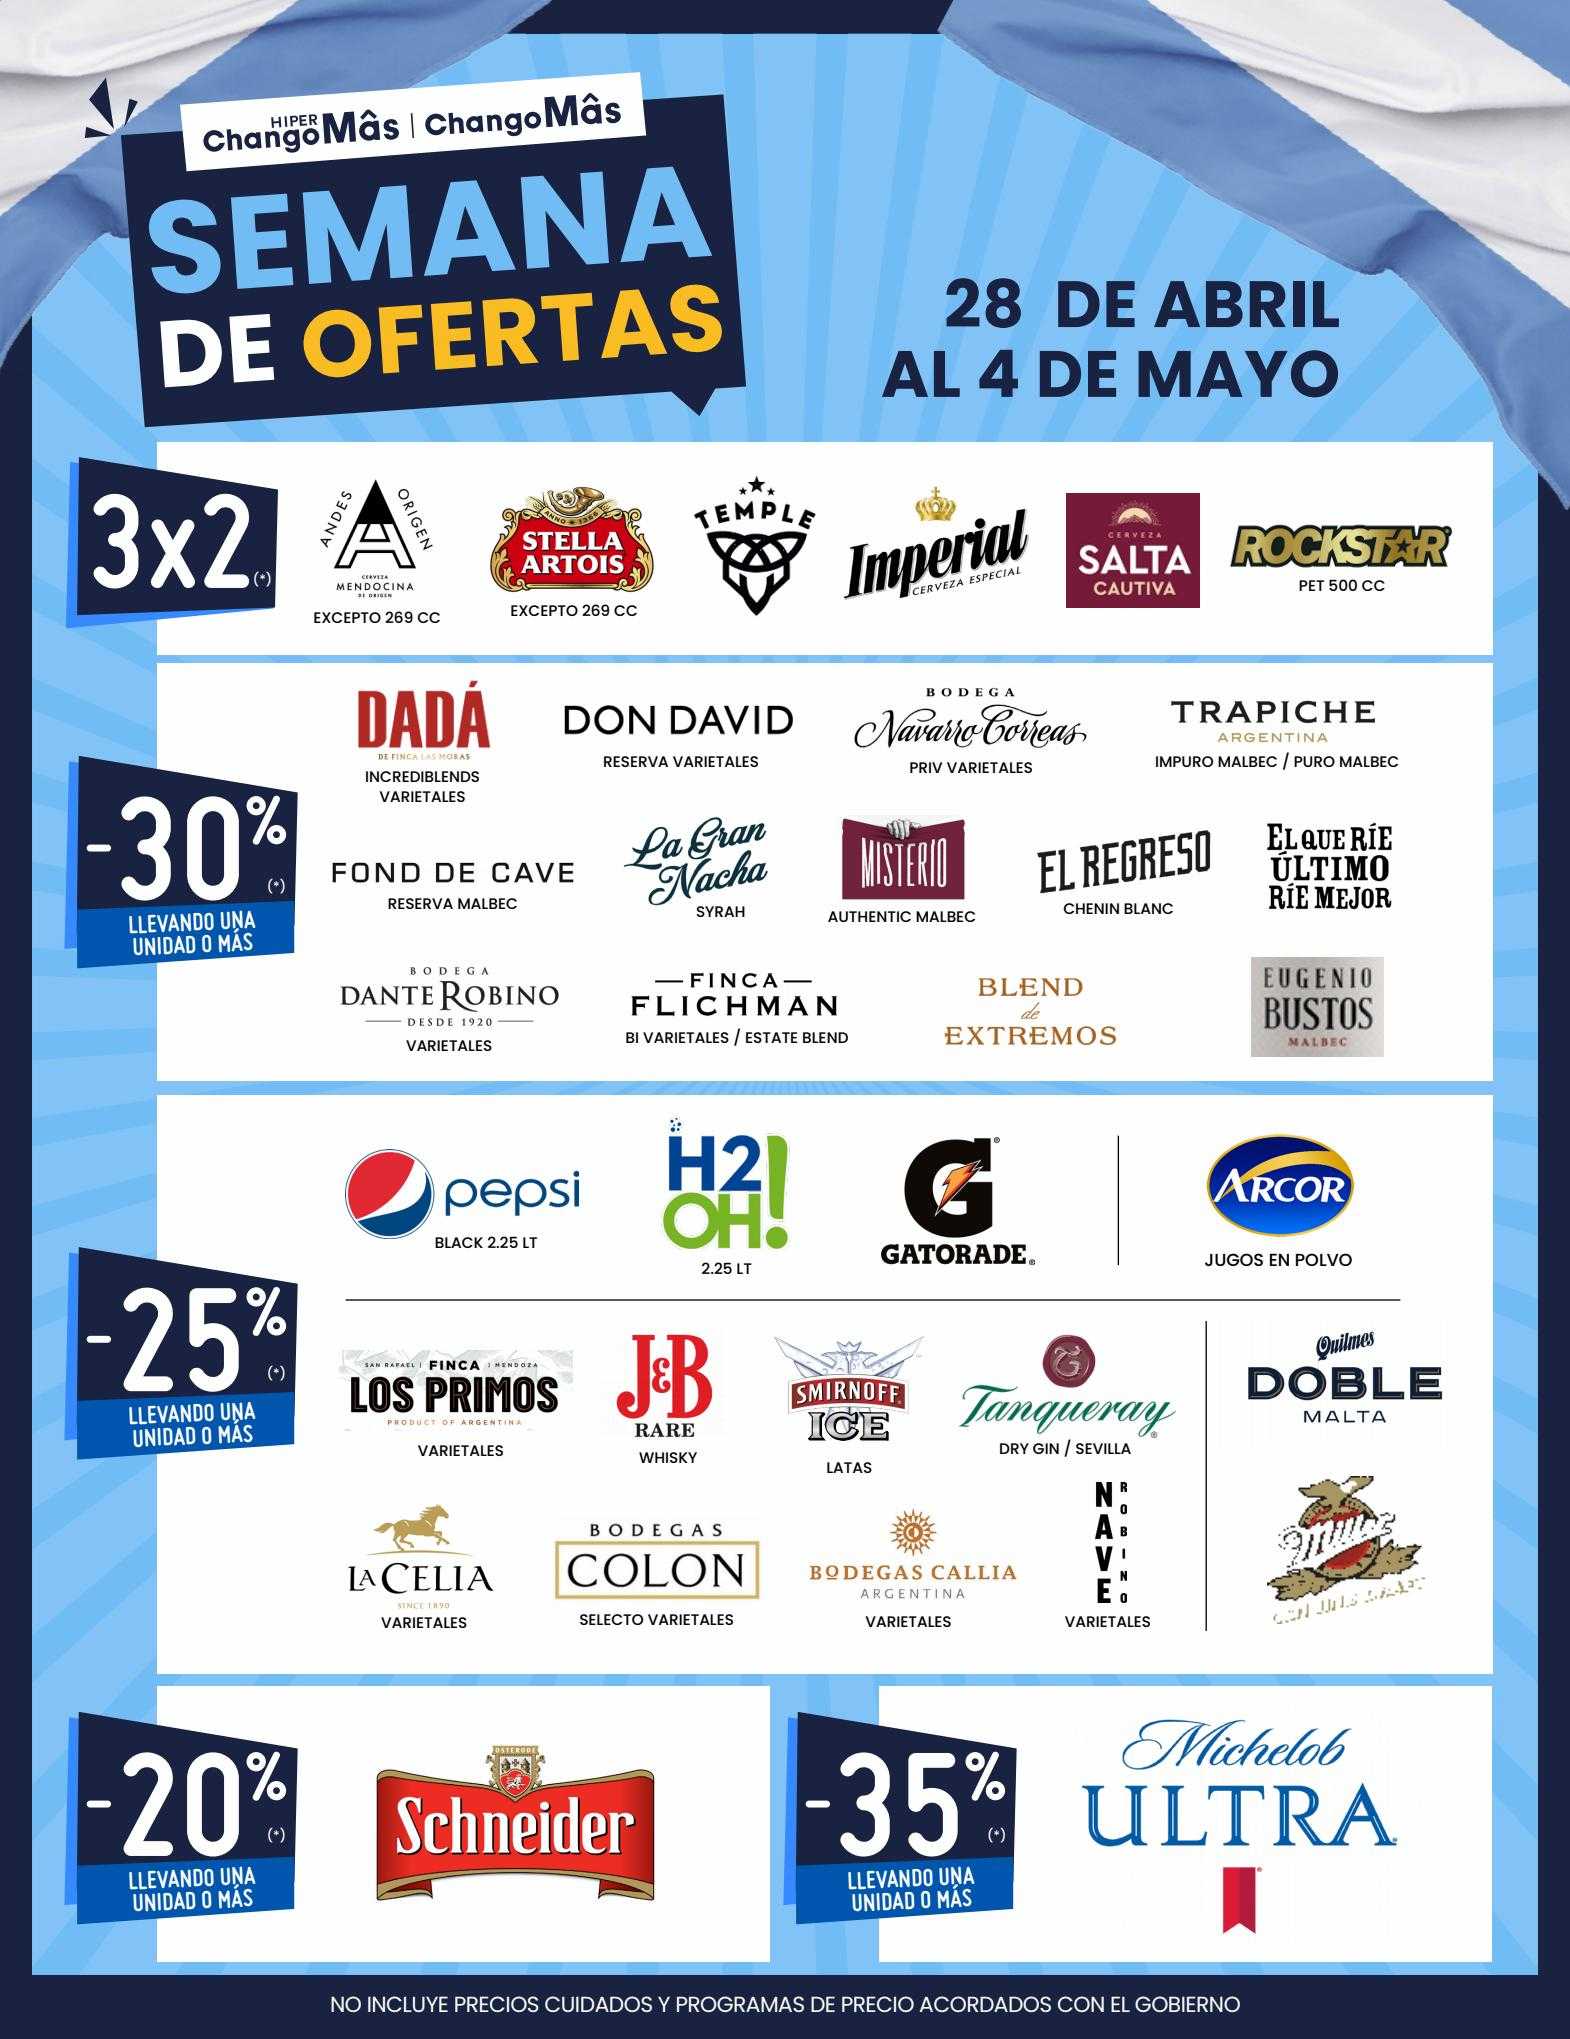 HIPER
ChangoMâs | ChangoMâs
SEMANA
DE OFERTAS
28 DE ABRIL
AL 4 DE MAYO
3x2 (*)
ANDES ORIGEN
CERVEZA
MENDOCINA
DE ORIGEN
EXCEPTO 269 CC
ANNO 1366
STELLA
ARTOIS
EXCEPTO 269 CC
TEMPLE
Imperial
CERVEZA ESPECIAL
CERVEZA
SALTA
CAUTIVA
ROCKSTAR
PET 500 CC
-30% (*)
LLEVANDO UNA
UNIDAD O MÁS
DADÁ
DE FINCA LAS MORAS
INCREDIBLENDS
VARIETALES
DON DAVID
RESERVA VARIETALES
BODEGA
Navarro Correas
PRIV VARIETALES
TRAPICHE
ARGENTINA
IMPURO MALBEC / PURO MALBEC
FOND DE CAVE
RESERVA MALBEC
La Gran
Nacha
SYRAH
MISTERIO
AUTHENTIC MALBEC
EL REGRESO
CHENIN BLANC
EL QUE RÍE
ÚLTIMO
RÍE MEJOR
BODEGA
DANTE ROBINO
DESDE 1920
VARIETALES
FINCA
FLICHMAN
BI VARIETALES / ESTATE BLEND
BLEND
de
EXTREMOS
EUGENIO
BUSTOS
MALBEC
-25% (*)
LLEVANDO UNA
UNIDAD O MÁS
pepsi
BLACK 2.25 LT
H2
OH!
2.25 LT
G®
GATORADE®
ARCOR
JUGOS EN POLVO
SAN RAFAEL | FINCA | MENDOZA
LOS PRIMOS
PRODUCT OF ARGENTINA
VARIETALES
J&B
RARE
WHISKY
SMIRNOFF
ICE
LATAS
Tanqueray®
DRY GIN / SEVILLA
Quilmes
DOBLE
MALTA
LA CELIA
SINCE 1890
VARIETALES
BODEGAS
COLON
SELECTO VARIETALES
BODEGAS CALLIA
ARGENTINA
VARIETALES
NAVE
ROBINO
VARIETALES
Miller
-20% (*)
LLEVANDO UNA
UNIDAD O MÁS
OSTERODE
Schneider
-35% (*)
LLEVANDO UNA
UNIDAD O MÁS
Michelob
ULTRA
NO INCLUYE PRECIOS CUIDADOS Y PROGRAMAS DE PRECIO ACORDADOS CON EL GOBIERNO